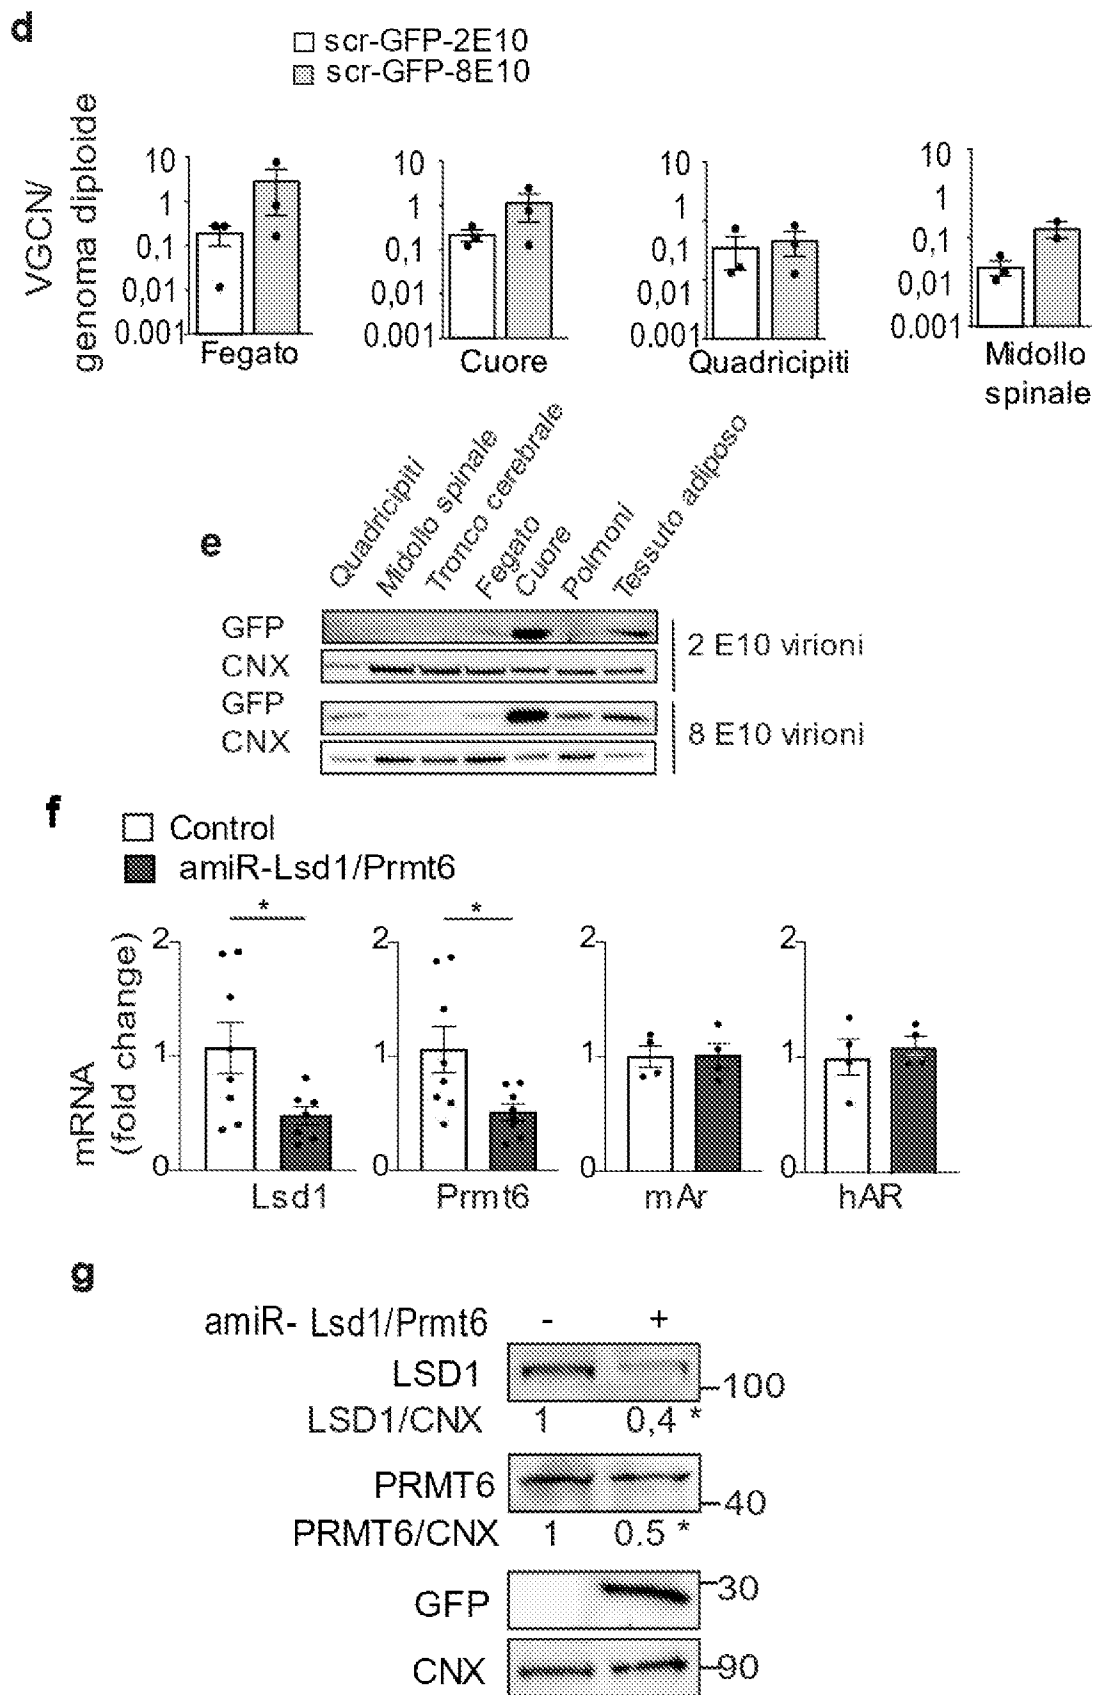 d
scr-GFP-2E10
scr-GFP-8E10
VGCN/
genoma diploide
10
1
0,1
0,01
0.001
Fegato
10
1
0,1
0,01
0.001
Cuore
10
1
0,1
0,01
0.001
Quadricipiti
10
1
0,1
0,01
0.001
Midollo
spinale
e
Quadricipiti
Midollo spinale
Tronco cerebrale
Fegato
Cuore
Polmoni
Tessuto adiposo
GFP
CNX
2 E10 virioni
GFP
CNX
8 E10 virioni
f
Control
amiR-Lsd1/Prmt6
mRNA
(fold change)
*
2
1
0
Lsd1
*
2
1
0
Prmt6
2
1
0
mAr
2
1
0
hAR
g
amiR- Lsd1/Prmt6 - +
LSD1
100
LSD1/CNX 1 0,4 *
PRMT6
40
PRMT6/CNX 1 0.5 *
GFP
30
CNX
90